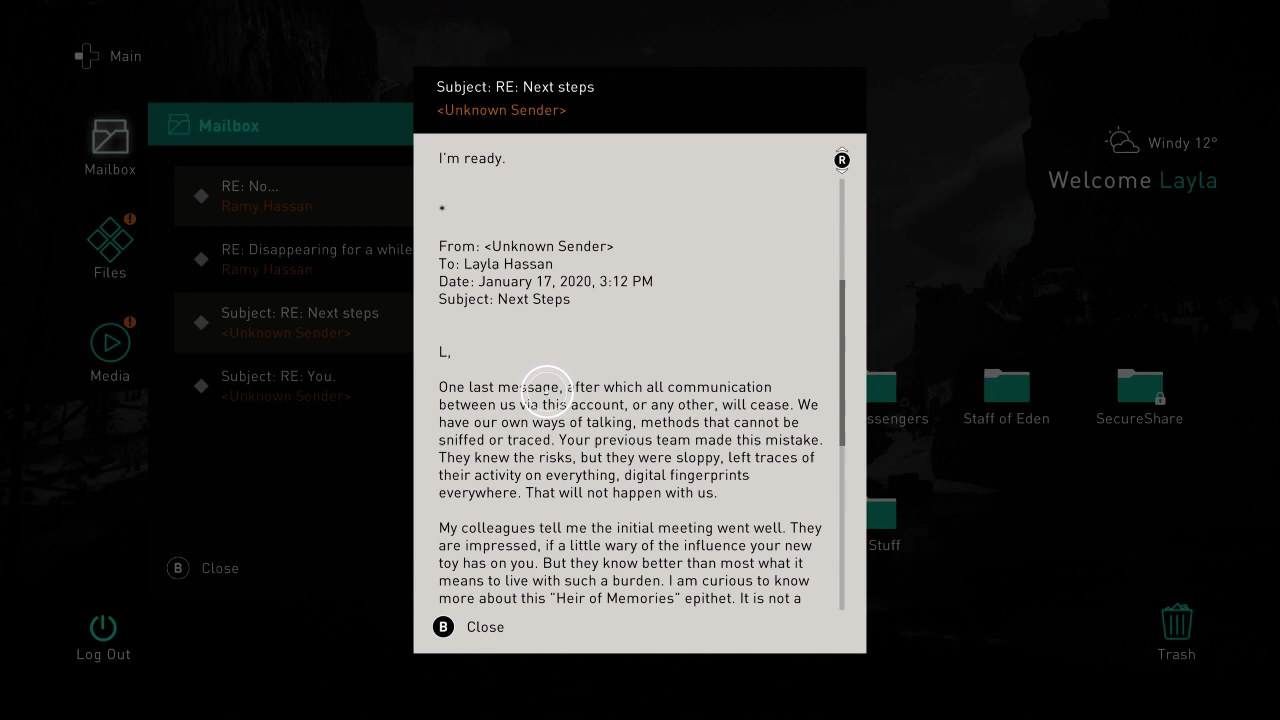 Main
Mailbox
Files
Media
Log Out
Mailbox
RE: No...
Ramy Hassan
RE: Disappearing for a while
Ramy Hassan
Subject: RE: Next steps
<Unknown Sender>
Subject: RE: You.
<Unknown Sender>
B Close
Subject: RE: Next steps
<Unknown Sender>
R
I'm ready.
*
From: <Unknown Sender>
To: Layla Hassan
Date: January 17, 2020, 3:12 PM
Subject: Next Steps
L,
One last message, after which all communication
between us via this account, or any other, will cease. We
have our own ways of talking, methods that cannot be
sniffed or traced. Your previous team made this mistake.
They knew the risks, but they were sloppy, left traces of
their activity on everything, digital fingerprints
everywhere. That will not happen with us.
My colleagues tell me the initial meeting went well. They
are impressed, if a little wary of the influence your new
toy has on you. But they know better than most what it
means to live with such a burden. I am curious to know
more about this "Heir of Memories" epithet. It is not a
B Close
Windy 12°
Welcome Layla
ssengers
Staff of Eden
SecureShare
Stuff
Trash